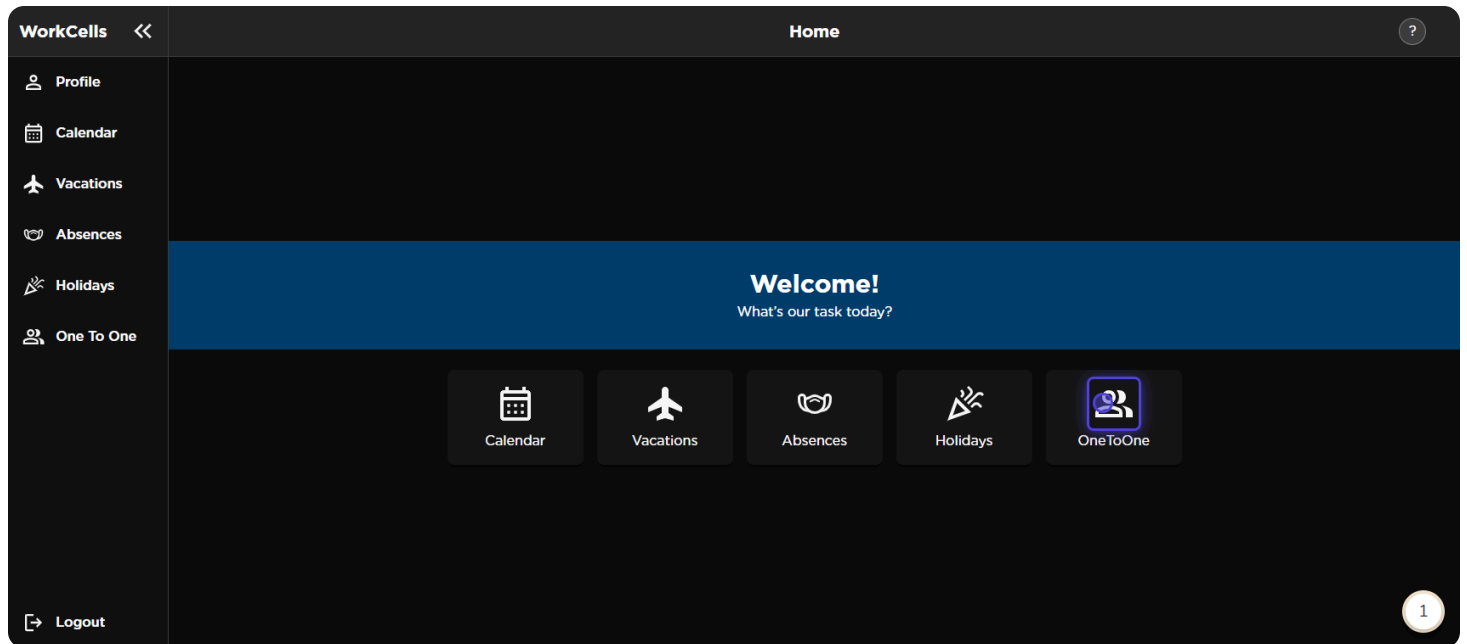 WorkCells
Home
?
Profile
Calendar
Vacations
Absences
Holidays
One To One
Welcome!
What's our task today?
Calendar
Vacations
Absences
Holidays
OneToOne
Logout
1